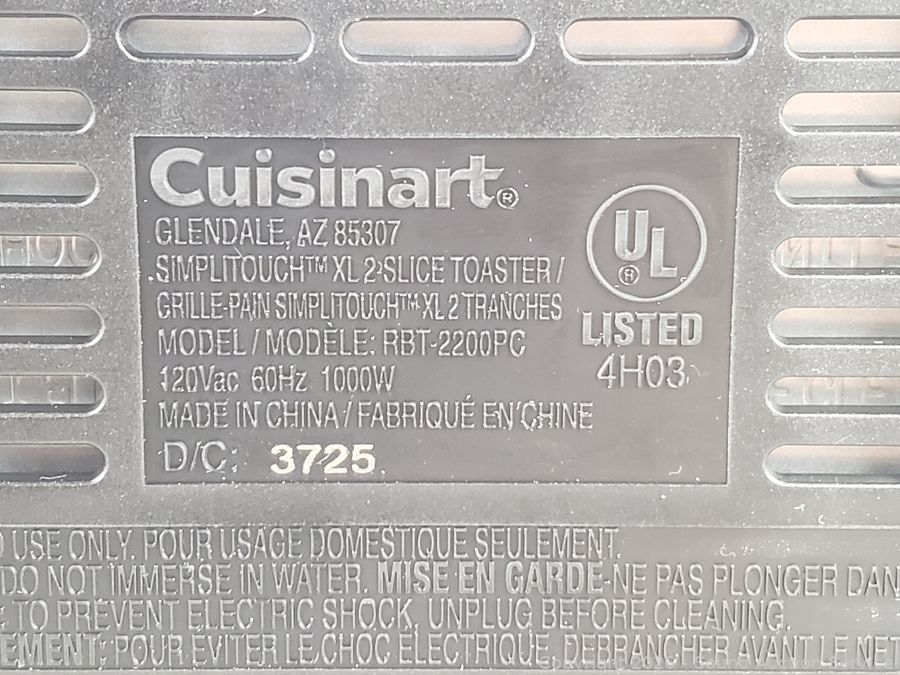 Cuisinart®
GLENDALE, AZ 85307
SIMPLITOUCH™ XL 2-SLICE TOASTER /
GRILLE-PAIN SIMPLITOUCH™ XL 2 TRANCHES
MODEL / MODÈLE: RBT-2200PC
120Vac 60Hz 1000W
MADE IN CHINA / FABRIQUÉ EN CHINE
D/C: 3725
UL®
LISTED
4H03
USE ONLY. POUR USAGE DOMESTIQUE SEULEMENT.
DO NOT IMMERSE IN WATER. MISE EN GARDE-NE PAS PLONGER DAN
TO PREVENT ELECTRIC SHOCK, UNPLUG BEFORE CLEANING.
EMENT: POUR ÉVITER LE CHOC ÉLECTRIQUE, DEBRANCHER AVANT LE NET